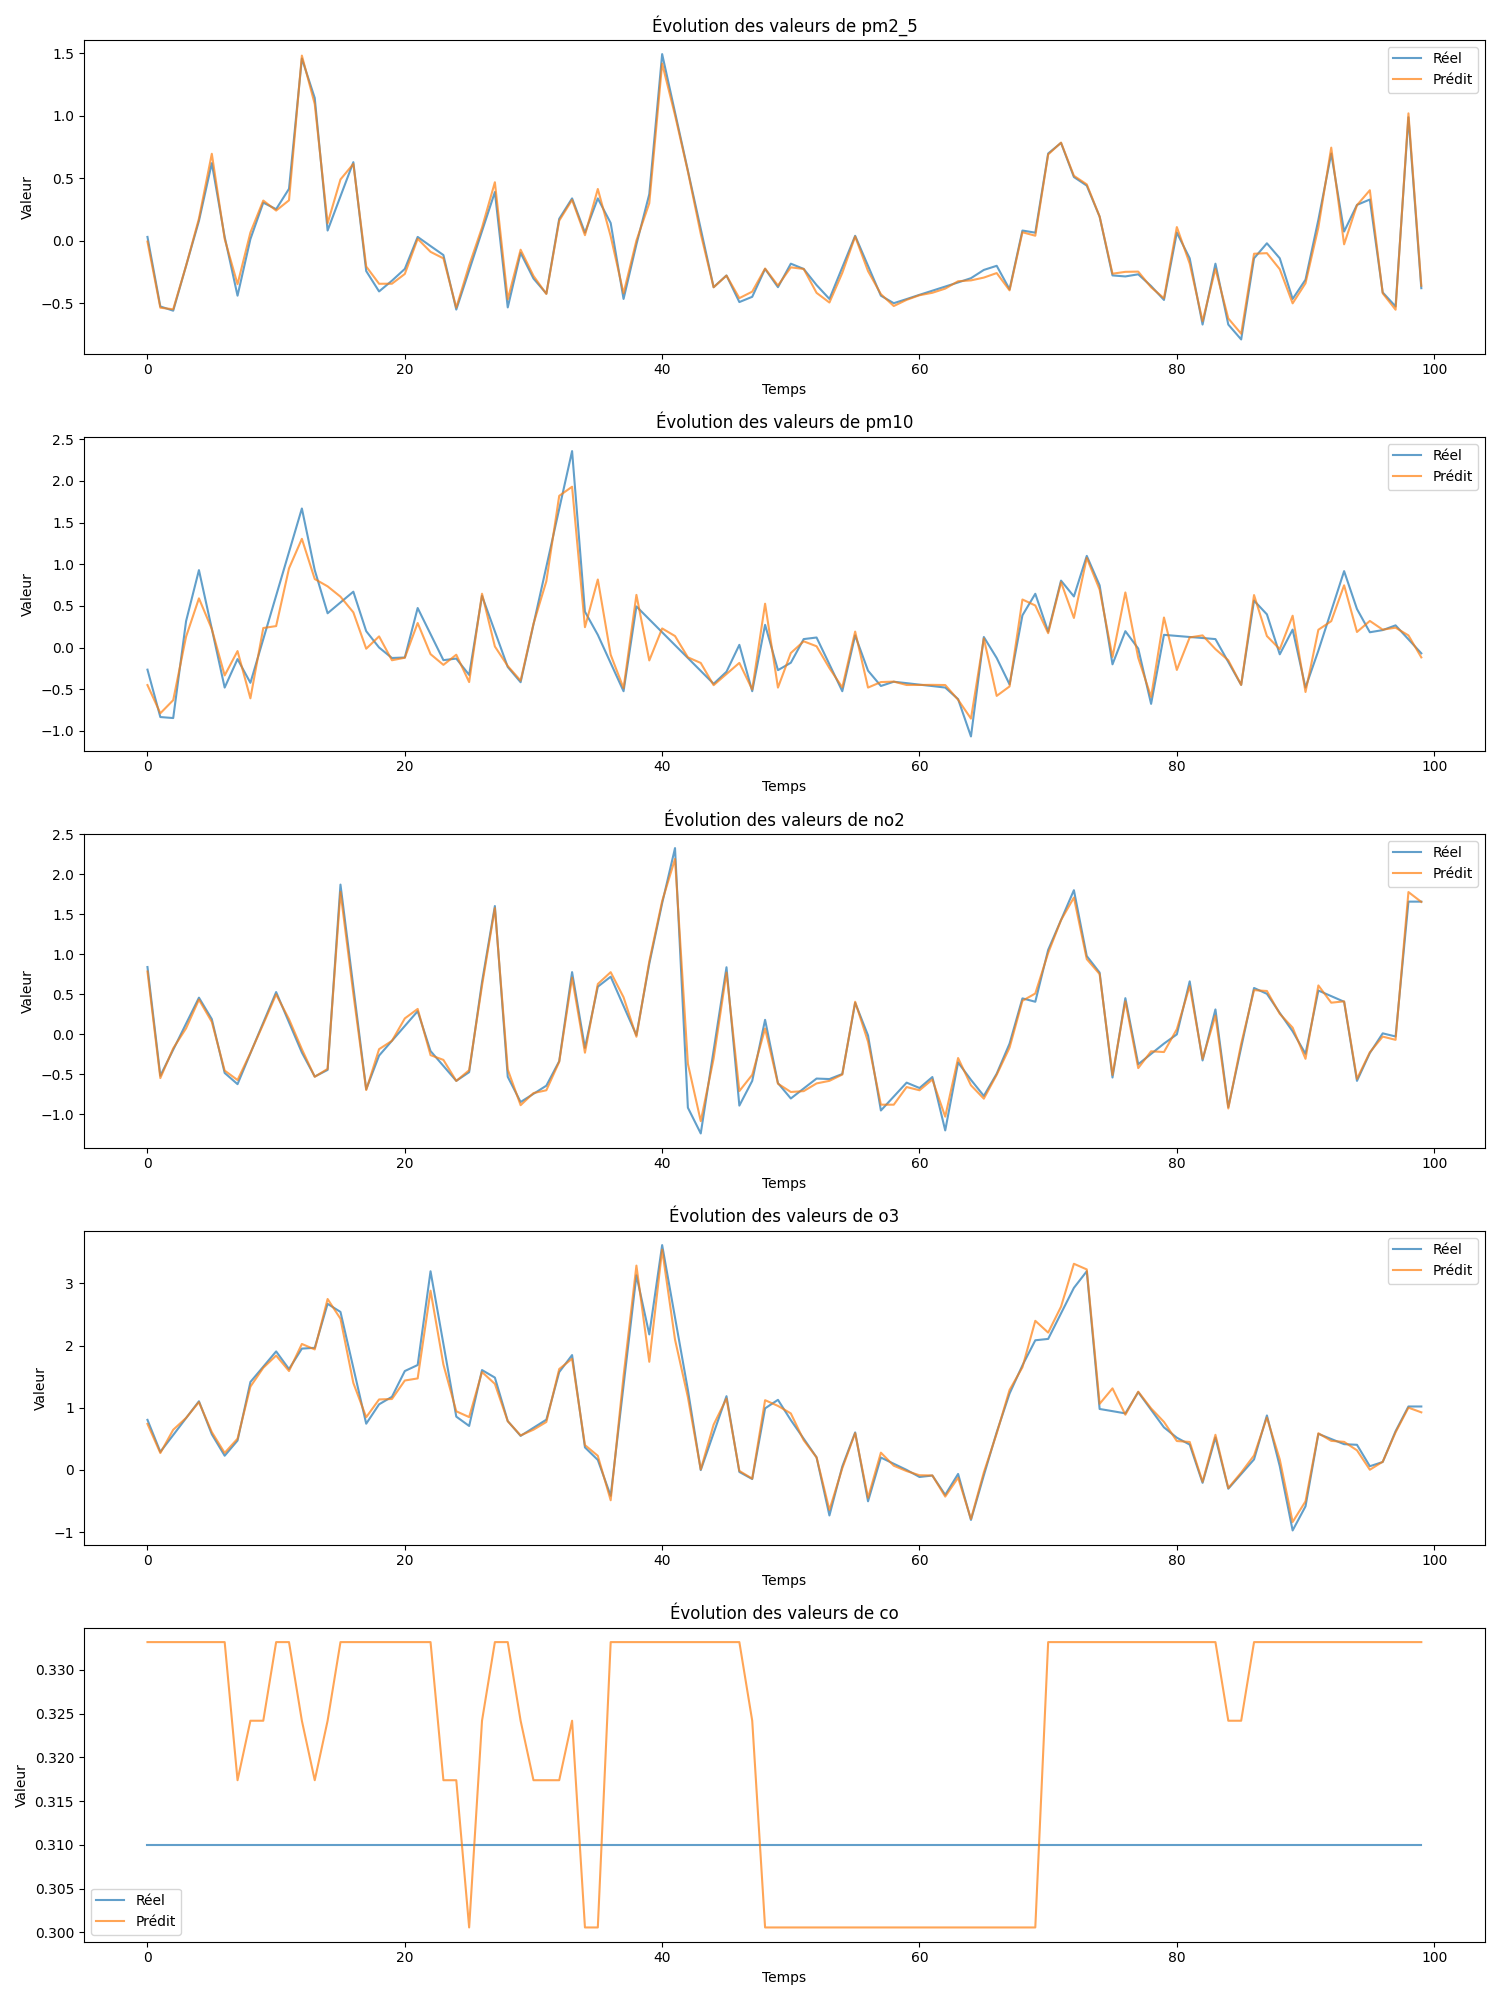 Évolution des valeurs de pm2_5
1.5
1.0
0.5
0.0
−0.5
Valeur
Réel
Prédit
0 20 40 60 80 100
Temps
Évolution des valeurs de pm10
2.5
2.0
1.5
1.0
0.5
0.0
−0.5
−1.0
Valeur
Réel
Prédit
0 20 40 60 80 100
Temps
Évolution des valeurs de no2
2.5
2.0
1.5
1.0
0.5
0.0
−0.5
−1.0
Valeur
Réel
Prédit
0 20 40 60 80 100
Temps
Évolution des valeurs de o3
3
2
1
0
−1
Valeur
Réel
Prédit
0 20 40 60 80 100
Temps
Évolution des valeurs de co
0.330
0.325
0.320
0.315
0.310
0.305
0.300
Valeur
Réel
Prédit
0 20 40 60 80 100
Temps